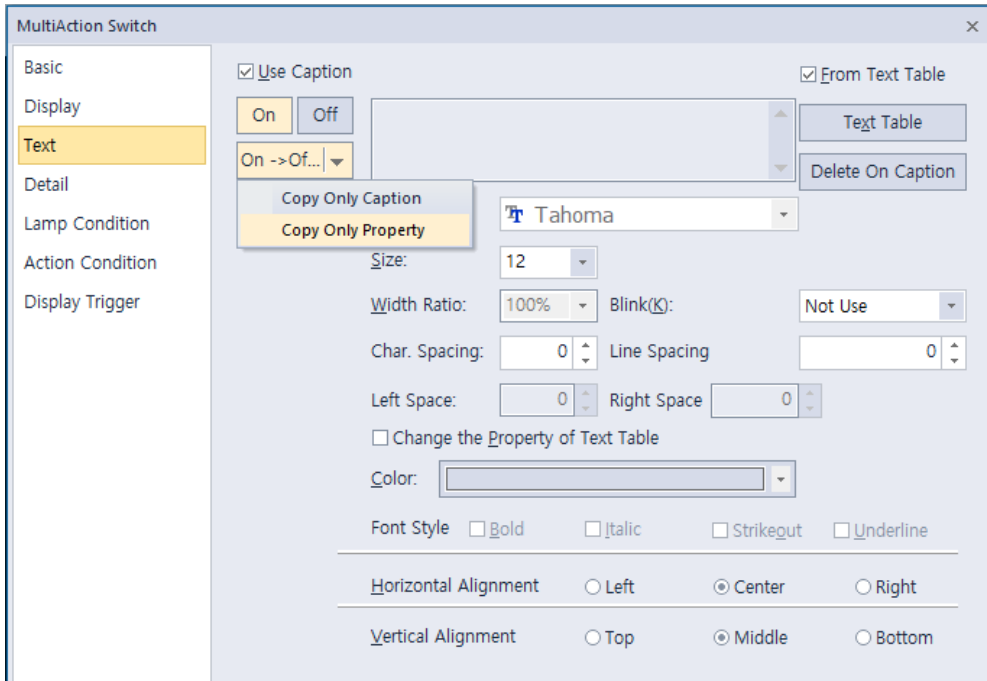 MultiAction Switch
Basic
Display
Text
Detail
Lamp Condition
Action Condition
Display Trigger
Use Caption
From Text Table
On
Off
Text Table
On ->Of...
Delete On Caption
Copy Only Caption
Copy Only Property
Tahoma
Size:
12
Width Ratio:
100%
Blink(K):
Not Use
Char. Spacing:
0
Line Spacing
0
Left Space:
0
Right Space
0
Change the Property of Text Table
Color:
Font Style
Bold
Italic
Strikeout
Underline
Horizontal Alignment
Left
Center
Right
Vertical Alignment
Top
Middle
Bottom